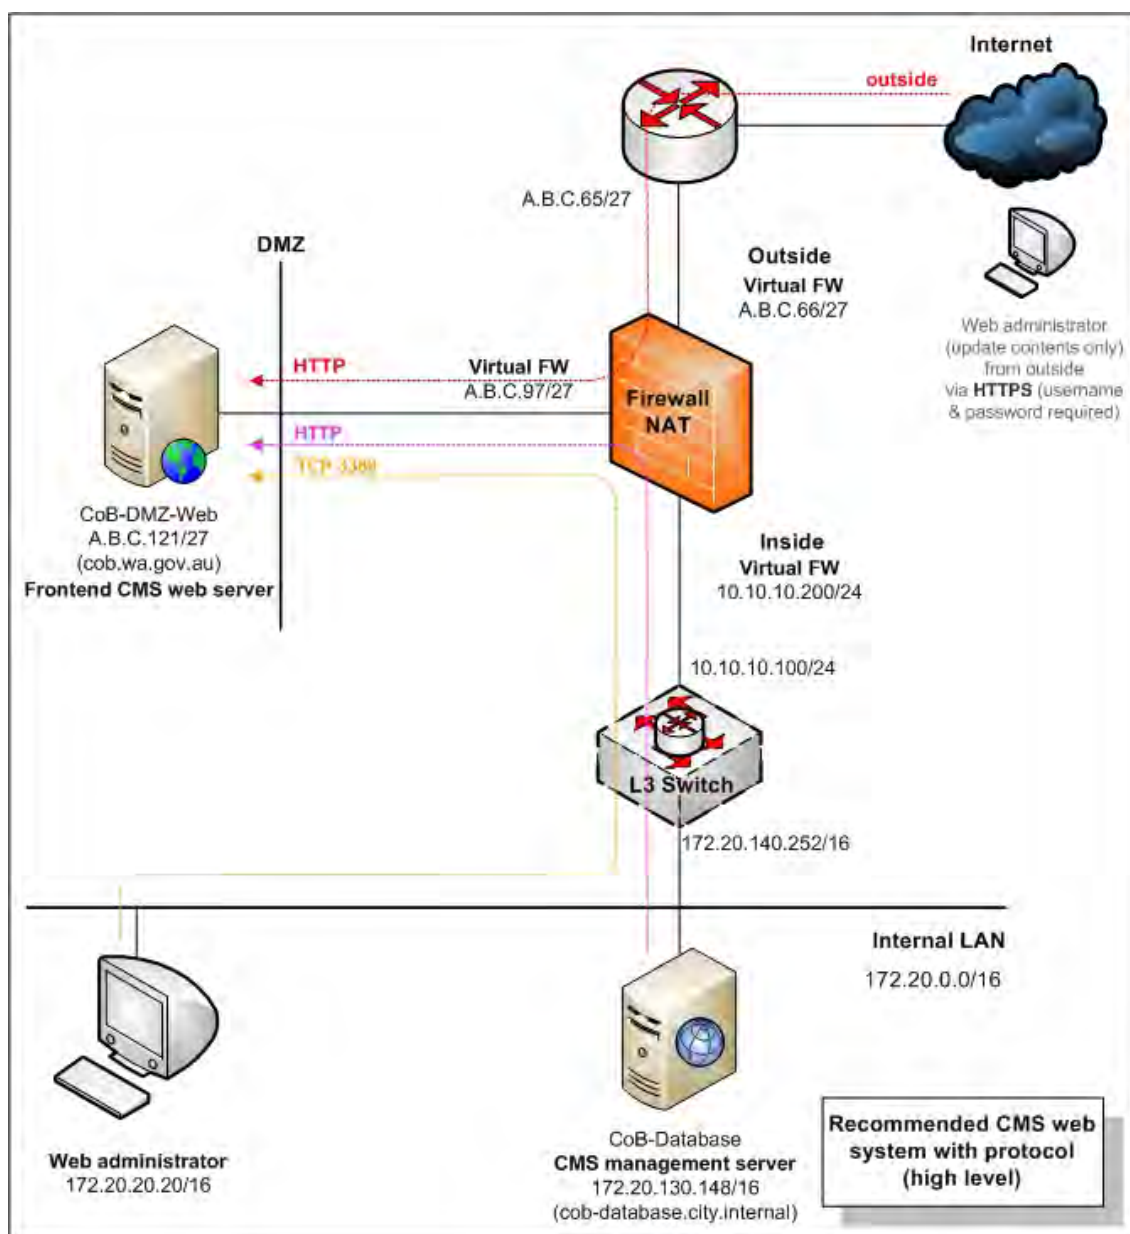 Internet
outside
A.B.C.65/27
DMZ
Outside
Virtual FW
A.B.C.66/27
Web administrator
(update contents only)
from outside
via HTTPS (username
& password required)
HTTP
Virtual FW
A.B.C.97/27
Firewall
NAT
HTTP
TCP 3389
CoB-DMZ-Web
A.B.C.121/27
(cob.wa.gov.au)
Frontend CMS web server
Inside
Virtual FW
10.10.10.200/24
10.10.10.100/24
L3 Switch
172.20.140.252/16
Internal LAN
172.20.0.0/16
Web administrator
172.20.20.20/16
CoB-Database
CMS management server
172.20.130.148/16
(cob-database.city.internal)
Recommended CMS web
system with protocol
(high level)